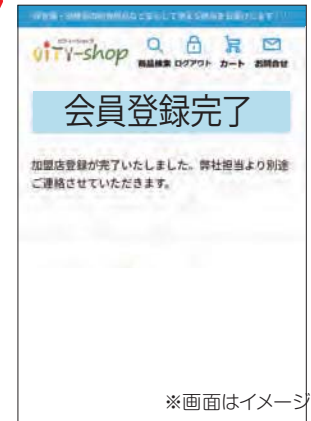 ViTV-shop
商品検索 ログアウト カート お問合せ
会員登録完了
加盟店登録が完了いたしました。弊社担当より別途
ご連絡させていただきます。
※画面はイメージ